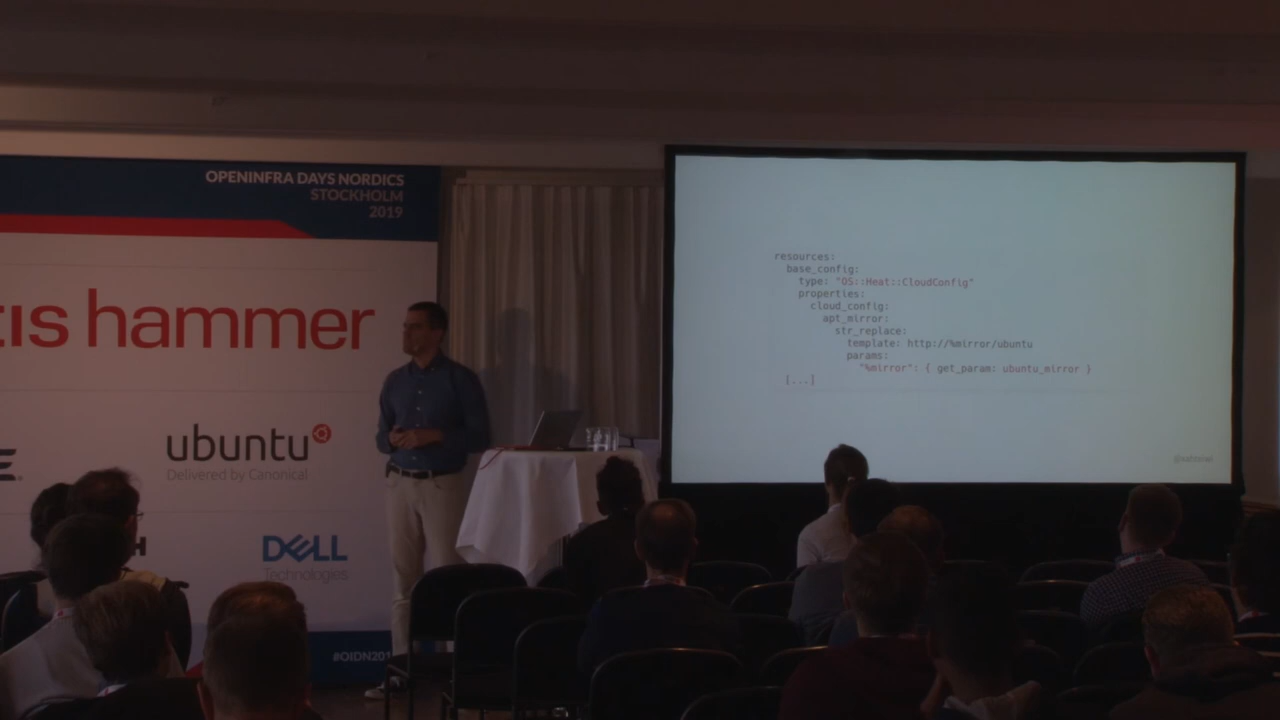 OPENINFRA DAYS NORDICS
STOCKHOLM
2019
tis hammer
ubuntu
Delivered by Canonical
DELL
Technologies
#OIDN201
resources:
  base_config:
    type: "OS::Heat::CloudConfig"
    properties:
      cloud_config:
        apt_mirror:
          str_replace:
            template: http://%mirror/ubuntu
            params:
              "%mirror": { get_param: ubuntu_mirror }
  [...]